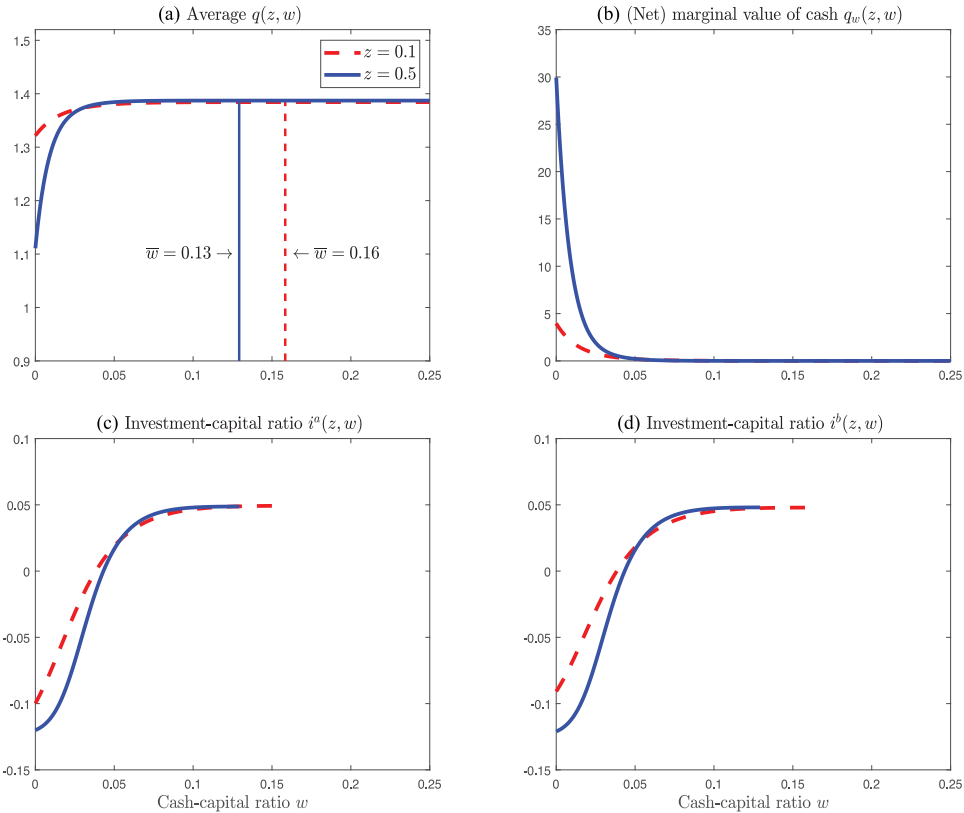 (a) Average q(z, w)
1.5
1.4
1.3
1.2
1.1
1
0.9
0 0.05 0.1 0.15 0.2 0.25
z = 0.1
z = 0.5
w̅ = 0.13 →
← w̅ = 0.16
(b) (Net) marginal value of cash q_w(z, w)
35
30
25
20
15
10
5
0
0 0.05 0.1 0.15 0.2 0.25
(c) Investment-capital ratio i^a(z, w)
0.1
0.05
0
-0.05
-0.1
-0.15
0 0.05 0.1 0.15 0.2 0.25
Cash-capital ratio w
(d) Investment-capital ratio i^b(z, w)
0.1
0.05
0
-0.05
-0.1
-0.15
0 0.05 0.1 0.15 0.2 0.25
Cash-capital ratio w